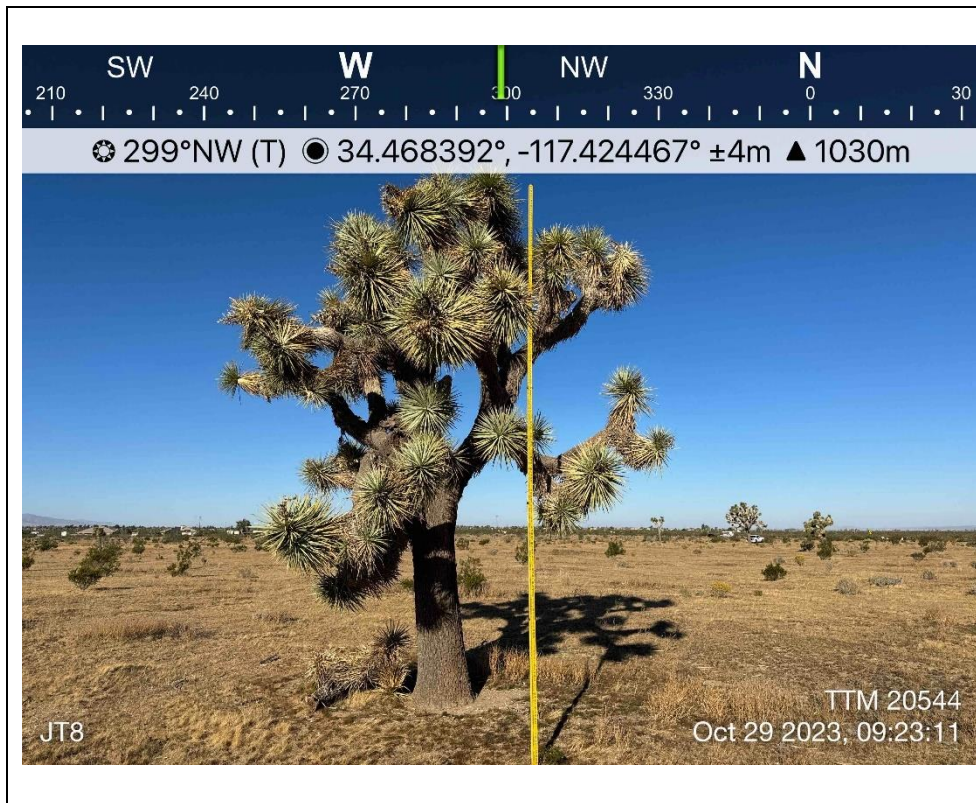 SW W NW N
210 240 270 300 330 0 30
299°NW (T) 34.468392°, -117.424467° ±4m ▲ 1030m
TTM 20544
JT8 Oct 29 2023, 09:23:11